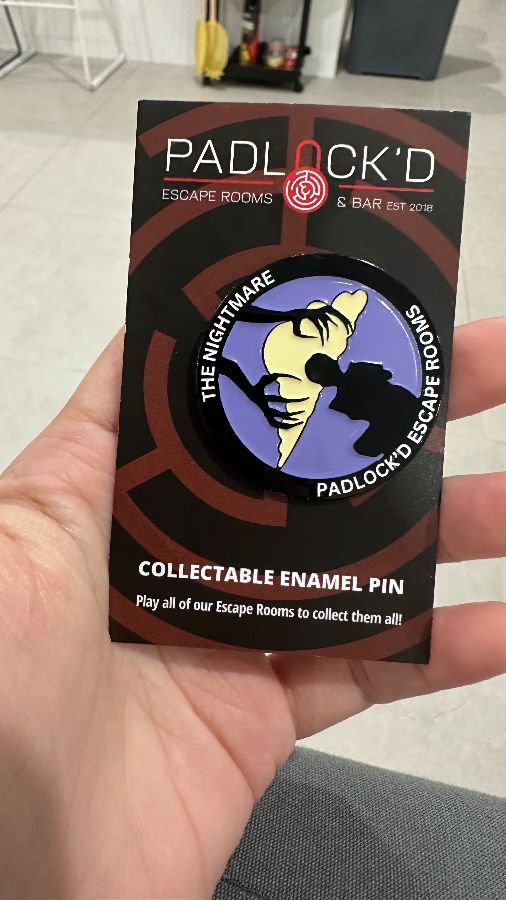 PADLOCK'D
ESCAPE ROOMS & BAR EST 2018
THE NIGHTMARE
PADLOCK'D ESCAPE ROOMS
COLLECTABLE ENAMEL PIN
Play all of our Escape Rooms to collect them all!